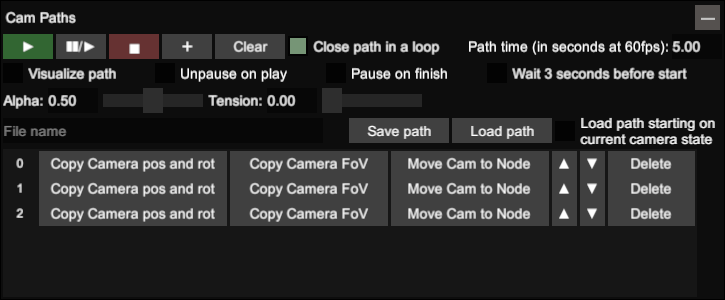 Cam Paths
+ Clear Close path in a loop Path time (in seconds at 60fps): 5.00
Visualize path Unpause on play Pause on finish Wait 3 seconds before start
Alpha: 0.50 Tension: 0.00
File name Save path Load path Load path starting on
current camera state
0 Copy Camera pos and rot Copy Camera FoV Move Cam to Node ▲ ▼ Delete
1 Copy Camera pos and rot Copy Camera FoV Move Cam to Node ▲ ▼ Delete
2 Copy Camera pos and rot Copy Camera FoV Move Cam to Node ▲ ▼ Delete